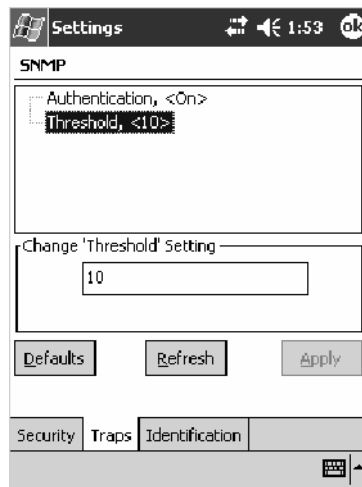 Settings 1:53 ok
SNMP
Authentication, <On>
Threshold, <10>
Change 'Threshold' Setting
10
Defaults Refresh Apply
Security Traps Identification